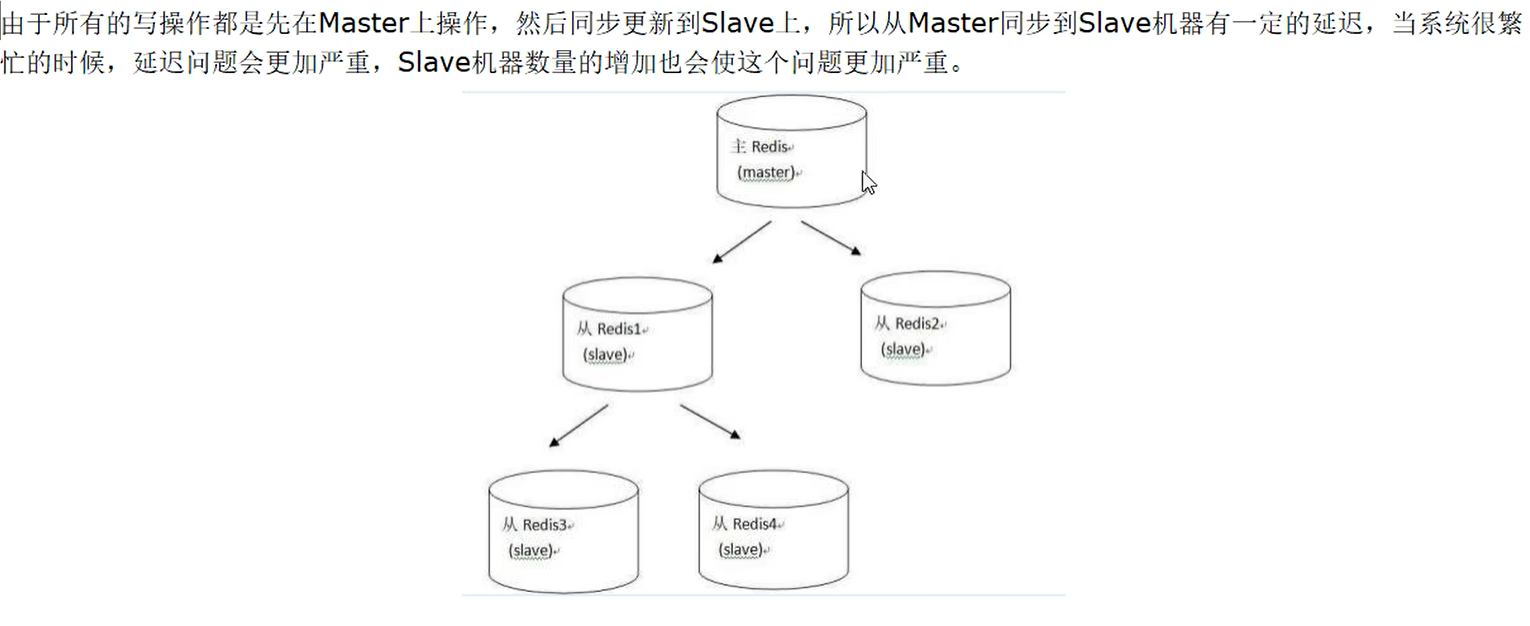 由于所有的写操作都是先在Master上操作，然后同步更新到Slave上，所以从Master同步到Slave机器有一定的延迟，当系统很繁
忙的时候，延迟问题会更加严重，Slave机器数量的增加也会使这个问题更加严重。
主 Redis
(master)
从 Redis1
(slave)
从 Redis2
(slave)
从 Redis3
(slave)
从 Redis4
(slave)